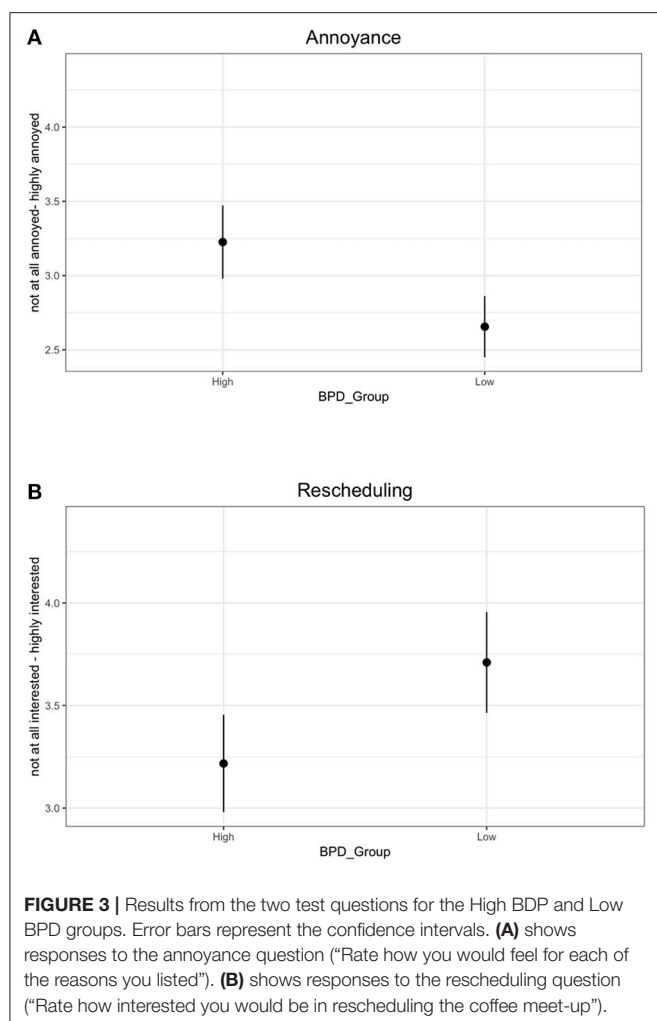 A
Annoyance
not at all annoyed- highly annoyed
4.0
3.5
3.0
2.5
High
Low
BPD_Group
B
Rescheduling
not at all interested - highly interested
4.0
3.5
3.0
High
Low
BPD_Group
FIGURE 3 | Results from the two test questions for the High BDP and Low
BPD groups. Error bars represent the confidence intervals. (A) shows
responses to the annoyance question (“Rate how you would feel for each of
the reasons you listed”). (B) shows responses to the rescheduling question
(“Rate how interested you would be in rescheduling the coffee meet-up”).